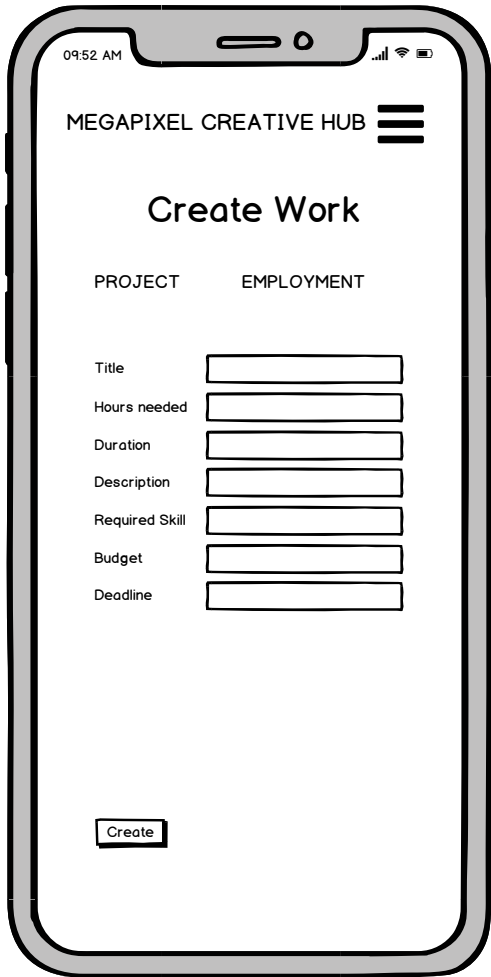 09:52 AM
MEGAPIXEL CREATIVE HUB
Create Work
PROJECT EMPLOYMENT
Title
Hours needed
Duration
Description
Required Skill
Budget
Deadline
Create